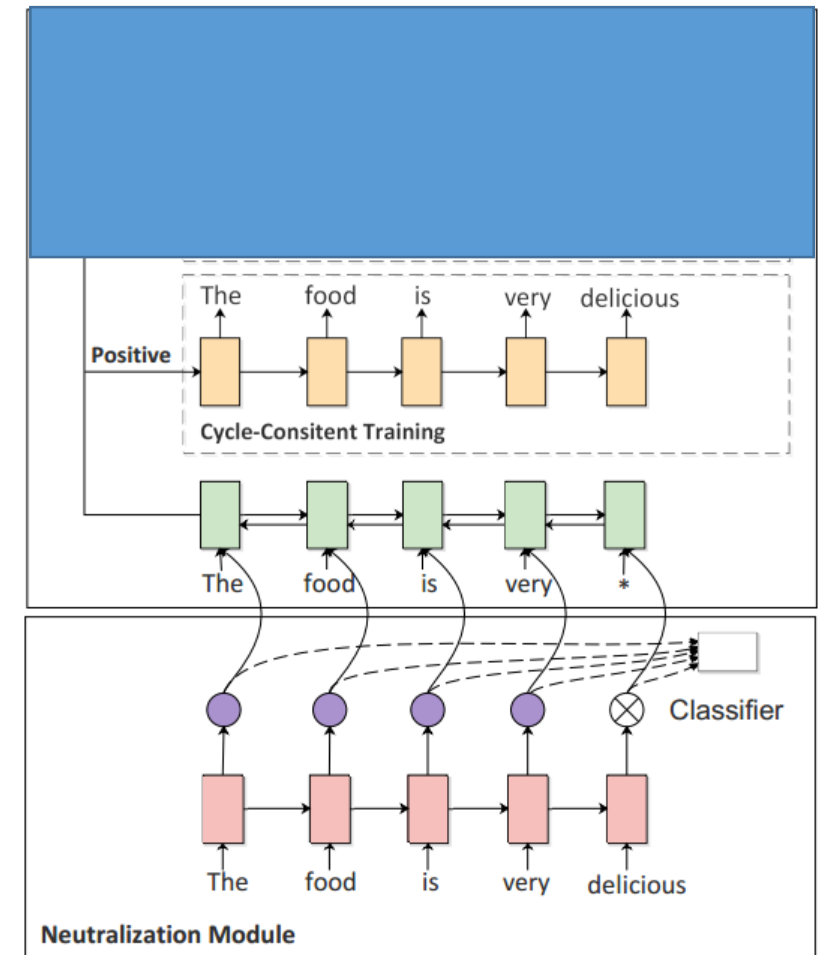 The food is very delicious
Positive
Cycle-Consitent Training
The food is very *
Classifier
The food is very delicious
Neutralization Module